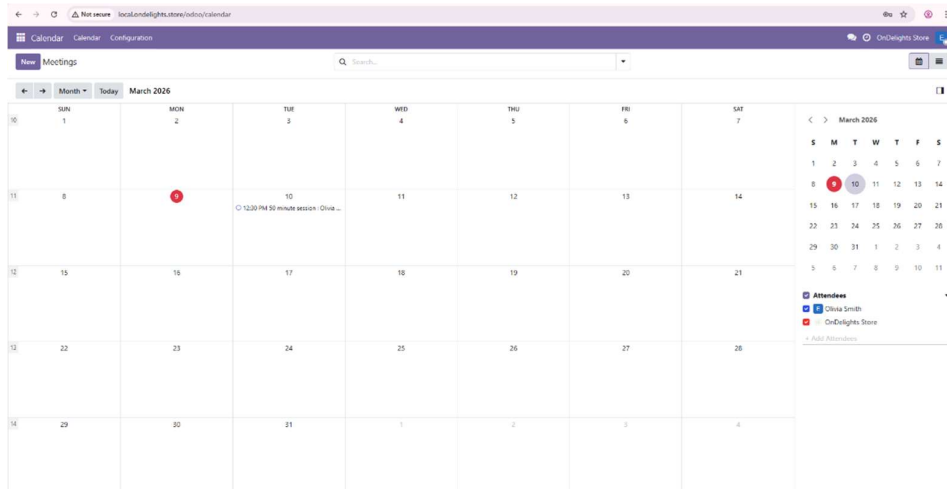 Not secure local.ondelights.store/odoo/calendar
Calendar Calendar Configuration OnDelights Store E
New Meetings Search...
Month Today March 2026
SUN MON TUE WED THU FRI SAT
10 1 2 3 4 5 6 7
11 8 9 10 11 12 13 14
12:30 PM 50 minute session : Olivia ...
12 15 16 17 18 19 20 21
13 22 23 24 25 26 27 28
14 29 30 31 1 2 3 4
March 2026
S M T W T F S
1 2 3 4 5 6 7
8 9 10 11 12 13 14
15 16 17 18 19 20 21
22 23 24 25 26 27 28
29 30 31 1 2 3 4
5 6 7 8 9 10 11
Attendees
E Olivia Smith
OnDelights Store
+ Add Attendees